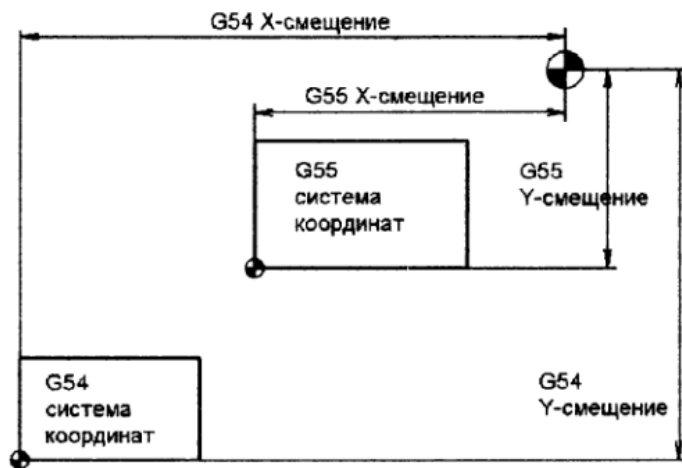 G54 X-смещение
G55 X-смещение
G55
система
координат
G55
Y-смещение
G54
система
координат
G54
Y-смещение